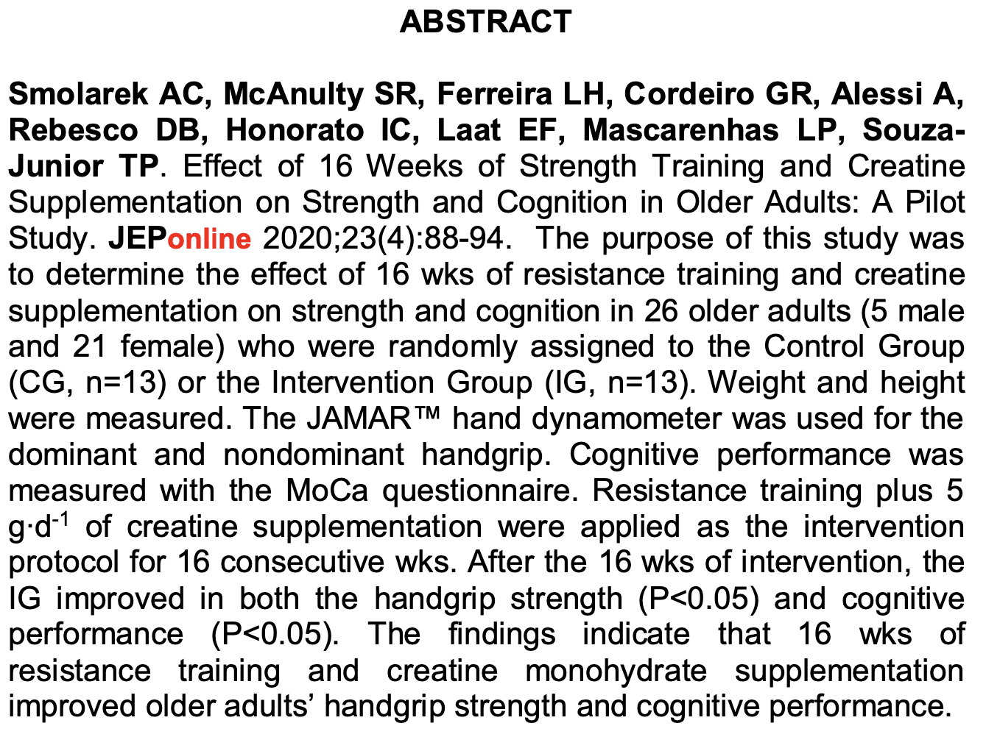 ABSTRACT
Smolarek AC, McAnulty SR, Ferreira LH, Cordeiro GR, Alessi A,
Rebesco DB, Honorato IC, Laat EF, Mascarenhas LP, Souza-
Junior TP. Effect of 16 Weeks of Strength Training and Creatine
Supplementation on Strength and Cognition in Older Adults: A Pilot
Study. JEPonline 2020;23(4):88-94.  The purpose of this study was
to determine the effect of 16 wks of resistance training and creatine
supplementation on strength and cognition in 26 older adults (5 male
and 21 female) who were randomly assigned to the Control Group
(CG, n=13) or the Intervention Group (IG, n=13). Weight and height
were measured. The JAMAR™ hand dynamometer was used for the
dominant and nondominant handgrip. Cognitive performance was
measured with the MoCa questionnaire. Resistance training plus 5
g·d⁻¹ of creatine supplementation were applied as the intervention
protocol for 16 consecutive wks. After the 16 wks of intervention, the
IG improved in both the handgrip strength (P<0.05) and cognitive
performance (P<0.05). The findings indicate that 16 wks of
resistance training and creatine monohydrate supplementation
improved older adults’ handgrip strength and cognitive performance.